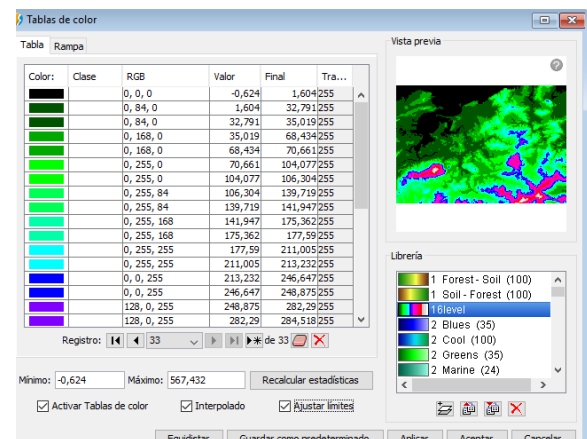 Tablas de color
Tabla Rampa
Color: Clase RGB Valor Final Tra...
0, 0, 0 -0,624 1,604 255
0, 84, 0 1,604 32,791 255
0, 84, 0 32,791 35,019 255
0, 168, 0 35,019 68,434 255
0, 168, 0 68,434 70,661 255
0, 255, 0 70,661 104,077 255
0, 255, 0 104,077 106,304 255
0, 255, 84 106,304 139,719 255
0, 255, 84 139,719 141,947 255
0, 255, 168 141,947 175,362 255
0, 255, 168 175,362 177,59 255
0, 255, 255 177,59 211,005 255
0, 255, 255 211,005 213,232 255
0, 0, 255 213,232 246,647 255
0, 0, 255 246,647 248,875 255
128, 0, 255 248,875 282,29 255
128, 0, 255 282,29 284,518 255
Registro: 33 de 33
Mínimo: -0,624 Máximo: 567,432 Recalcular estadísticas
Activar Tablas de color Interpolado Ajustar límites
Vista previa
?
Librería
1 Forest- Soil (100)
1 Soil - Forest (100)
16level
2 Blues (35)
2 Cool (100)
2 Greens (35)
2 Marine (24)
Equidistar Guardar como predeterminado Aplicar Aceptar Cancelar